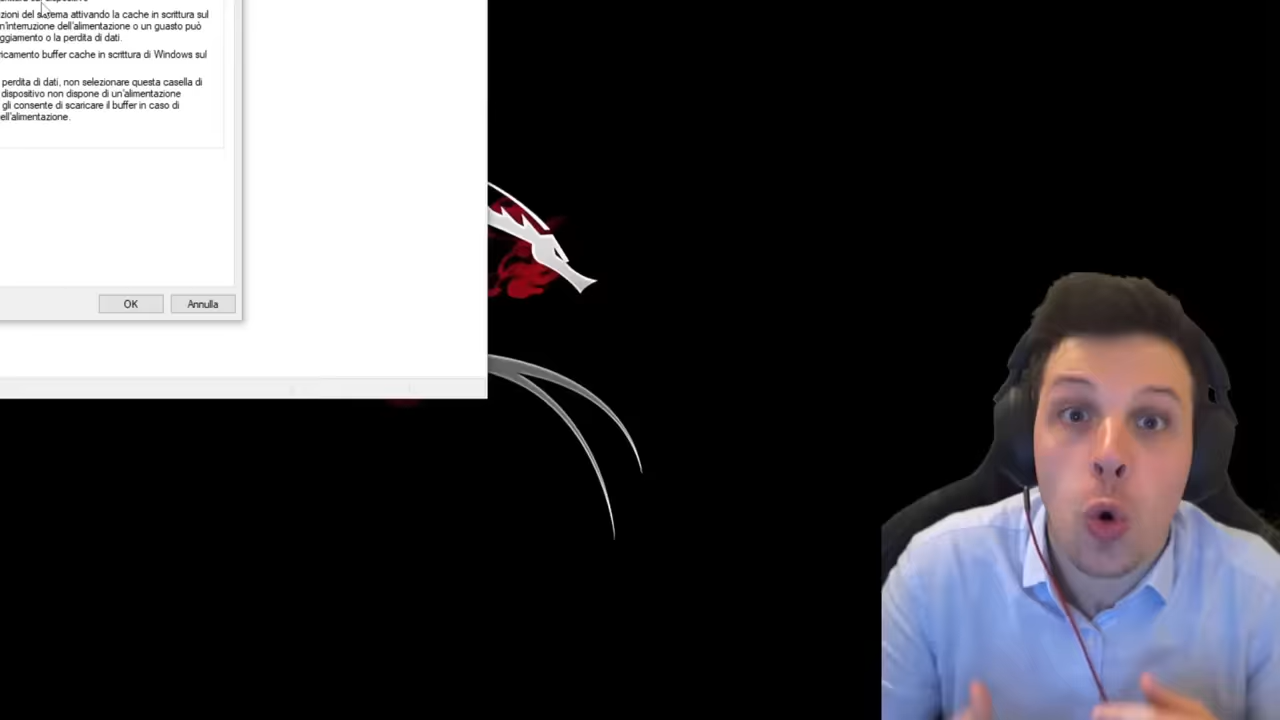 zioni del sistema attivando la cache in scrittura sul
n'interruzione dell'alimentazione o un guasto può
ggiamento o la perdita di dati.
ricamento buffer cache in scrittura di Windows sul
perdita di dati, non selezionare questa casella di
dispositivo non dispone di un'alimentazione
gli consente di scaricare il buffer in caso di
ell'alimentazione.
OK
Annulla